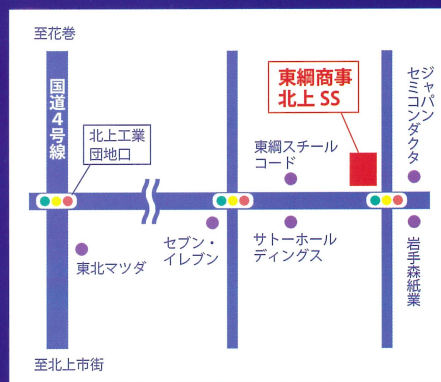 至花巻
国道４号線
北上工業
団地口
東綱商事
北上 SS
東綱スチール
コード
ジャパン
セミコンダクタ
セブン・
イレブン
サトーホール
ディングス
東北マツダ
岩手森紙業
至北上市街